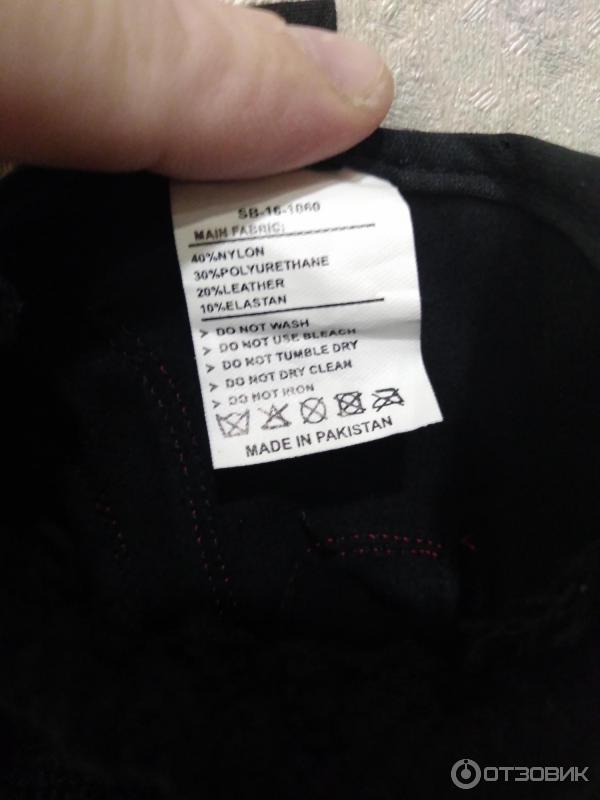 SB-16-1060
MAIN FABRIC:
40%NYLON
30%POLYURETHANE
20%LEATHER
10%ELASTAN
> DO NOT WASH
> DO NOT USE BLEACH
> DO NOT TUMBLE DRY
> DO NOT DRY CLEAN
> DO NOT IRON
MADE IN PAKISTAN
ОТЗОВИК